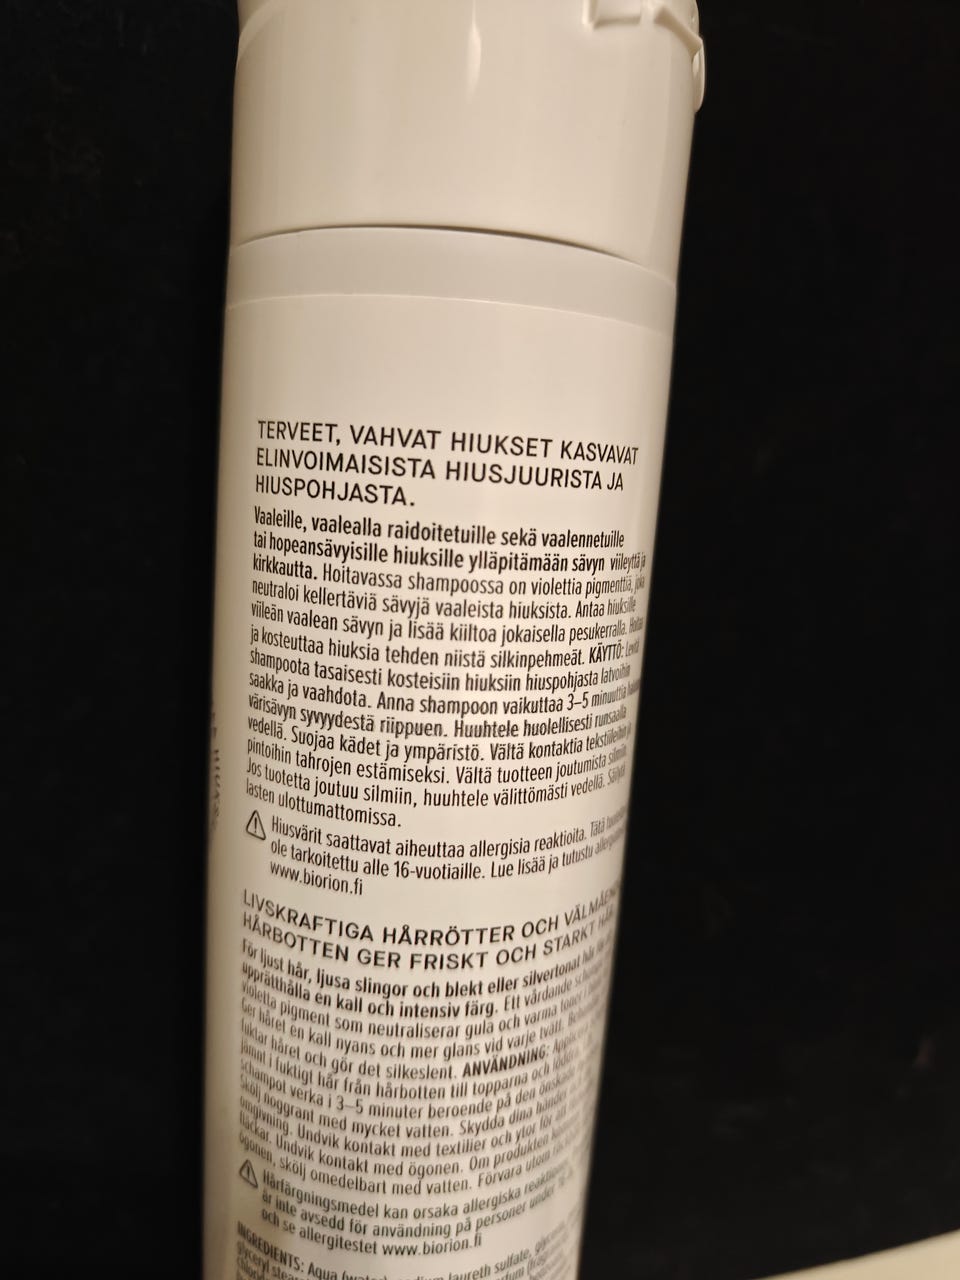 TERVEET, VAHVAT HIUKSET KASVAVAT
ELINVOIMAISISTA HIUSJUURISTA JA
HIUSPOHJASTA.
Vaaleille, vaalealla raidoitetuille sekä vaalennetuille
tai hopeansävyisille hiuksille ylläpitämään sävyn viileyttä ja
kirkkautta. Hoitavassa shampoossa on violettia pigmenttiä, joka
neutraloi kellertäviä sävyjä vaaleista hiuksista. Antaa hiuksille
viileän vaalean sävyn ja lisää kiiltoa jokaisella pesukerralla. Hoitaa
ja kosteuttaa hiuksia tehden niistä silkinpehmeät. KÄYTTÖ: Levitä
shampoota tasaisesti kosteisiin hiuksiin hiuspohjasta latvoihin
saakka ja vaahdota. Anna shampoon vaikuttaa 3–5 minuuttia
värisävyn syvyydestä riippuen. Huuhtele huolellisesti runsaalla
vedellä. Suojaa kädet ja ympäristö. Vältä kontaktia tekstiileihin ja
pintoihin tahrojen estämiseksi. Vältä tuotteen joutumista silmiin.
Jos tuotetta joutuu silmiin, huuhtele välittömästi vedellä. Säilytä
lasten ulottumattomissa.
Hiusvärit saattavat aiheuttaa allergisia reaktioita. Tätä
ole tarkoitettu alle 16-vuotiaille. Lue lisää ja tutustu
www.biorion.fi
LIVSKRAFTIGA HÅRRÖTTER OCH
HÅRBOTTEN GER FRISKT OCH STARKT HÅR.
För ljust hår, ljusa slingor och blekt eller silvertonat hår
upprätthålla en kall och intensiv färg. Ett vårdande
violetta pigment som neutraliserar gula och varma toner i
Ger håret en kall nyans och mer glans vid varje tvätt.
fuktar håret och gör det silkeslent. ANVÄNDNING:
jämnt i fuktigt hår från hårbotten till topparna och
schampot verka i 3–5 minuter beroende på den
Skölj noggrant med mycket vatten. Skydda dina händer
omgivning. Undvik kontakt med textilier och ytor för att
fläckar. Undvik kontakt med ögonen. Om produkten
ögonen, skölj omedelbart med vatten. Förvara utom
Hårfärgningsmedel kan orsaka allergiska
är inte avsedd för användning på personer under
och se allergitestet www.biorion.fi
INGREDIENTS: Aqua laureth sulfate,